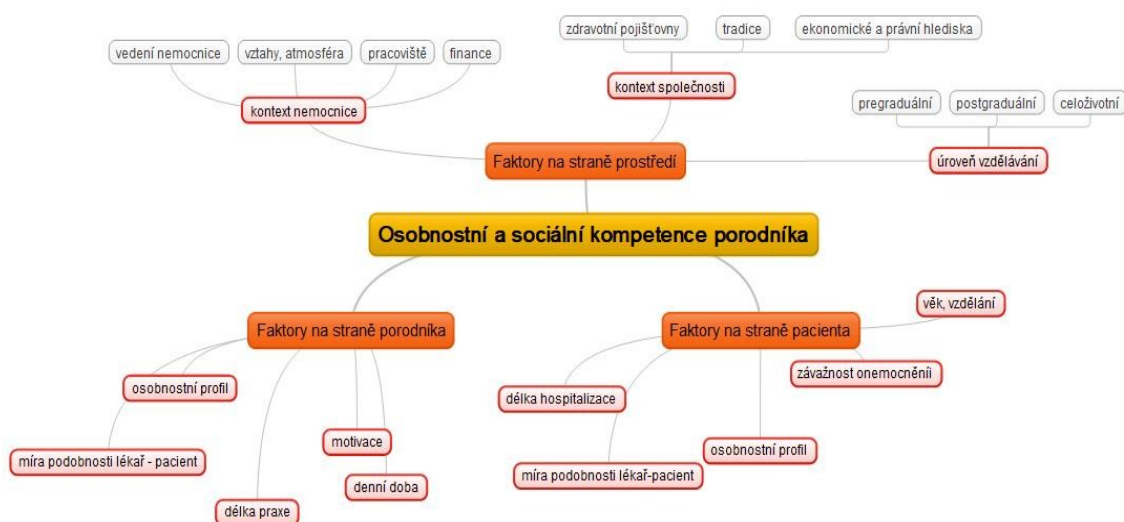 zdravotní pojišťovny
tradice
ekonomické a právní hlediska
vedení nemocnice
vztahy, atmosféra
pracoviště
finance
kontext společnosti
kontext nemocnice
pregraduální
postgraduální
celoživotní
Faktory na straně prostředí
úroveň vzdělávání
Osobnostní a sociální kompetence porodníka
věk, vzdělání
Faktory na straně porodníka
Faktory na straně pacienta
závažnost onemocněníi
osobnostní profil
délka hospitalizace
motivace
osobnostní profil
míra podobnosti lékař - pacient
míra podobnosti lékař-pacient
denní doba
délka praxe